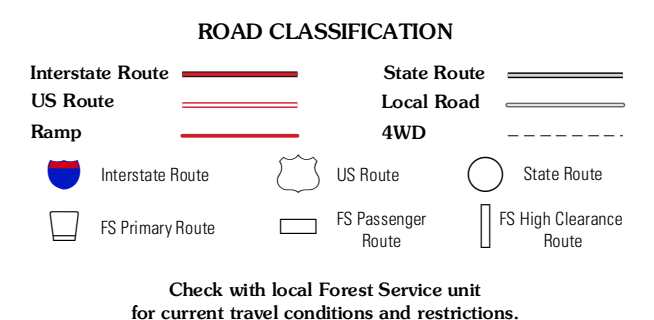 ROAD CLASSIFICATION
Interstate Route
State Route
US Route
Local Road
Ramp
4WD
Interstate Route
US Route
State Route
FS Primary Route
FS Passenger
Route
FS High Clearance
Route
Check with local Forest Service unit
for current travel conditions and restrictions.